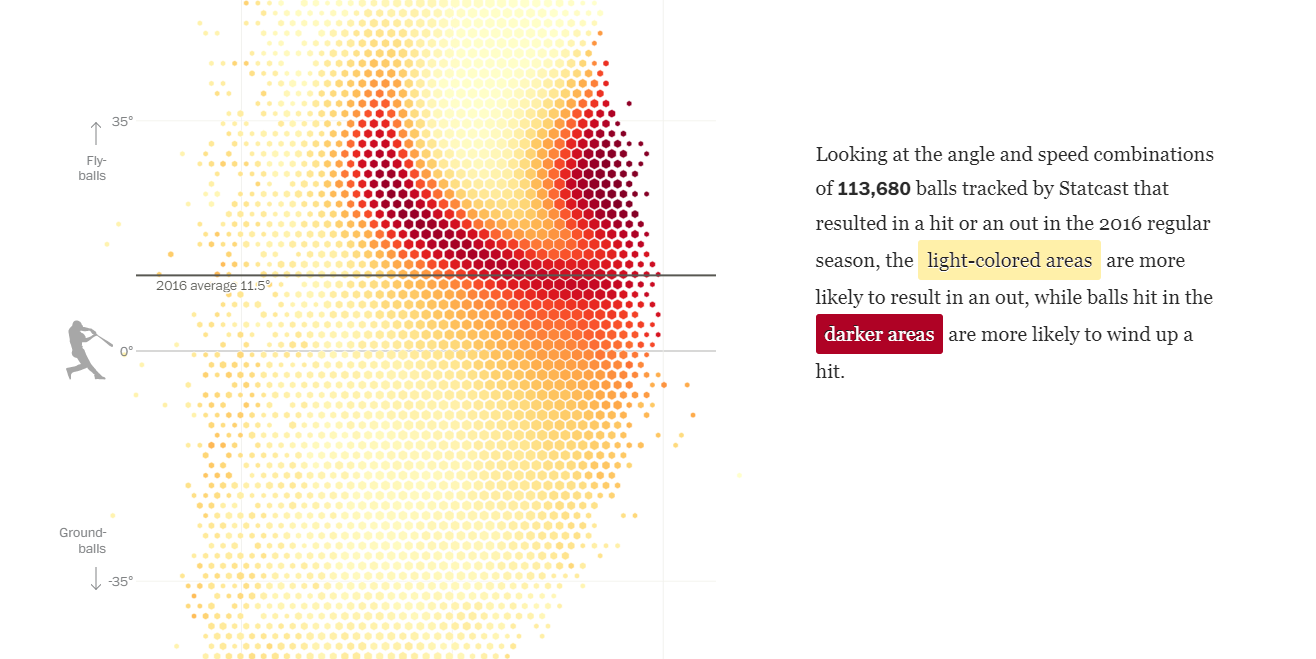 35°
Fly-
balls
2016 average 11.5°
0°
Ground-
balls
-35°
Looking at the angle and speed combinations
of 113,680 balls tracked by Statcast that
resulted in a hit or an out in the 2016 regular
season, the light-colored areas are more
likely to result in an out, while balls hit in the
darker areas are more likely to wind up a
hit.